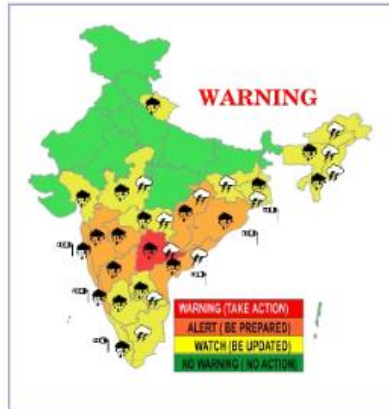 WARNING
WARNING (TAKE ACTION)
ALERT ( BE PREPARED)
WATCH (BE UPDATED)
NO WARNING ( NO ACTION)